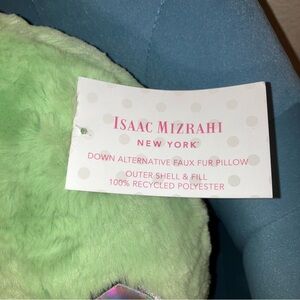 ISAAC MIZRAHI
NEW YORK
DOWN ALTERNATIVE FAUX FUR PILLOW
OUTER SHELL & FILL
100% RECYCLED POLYESTER